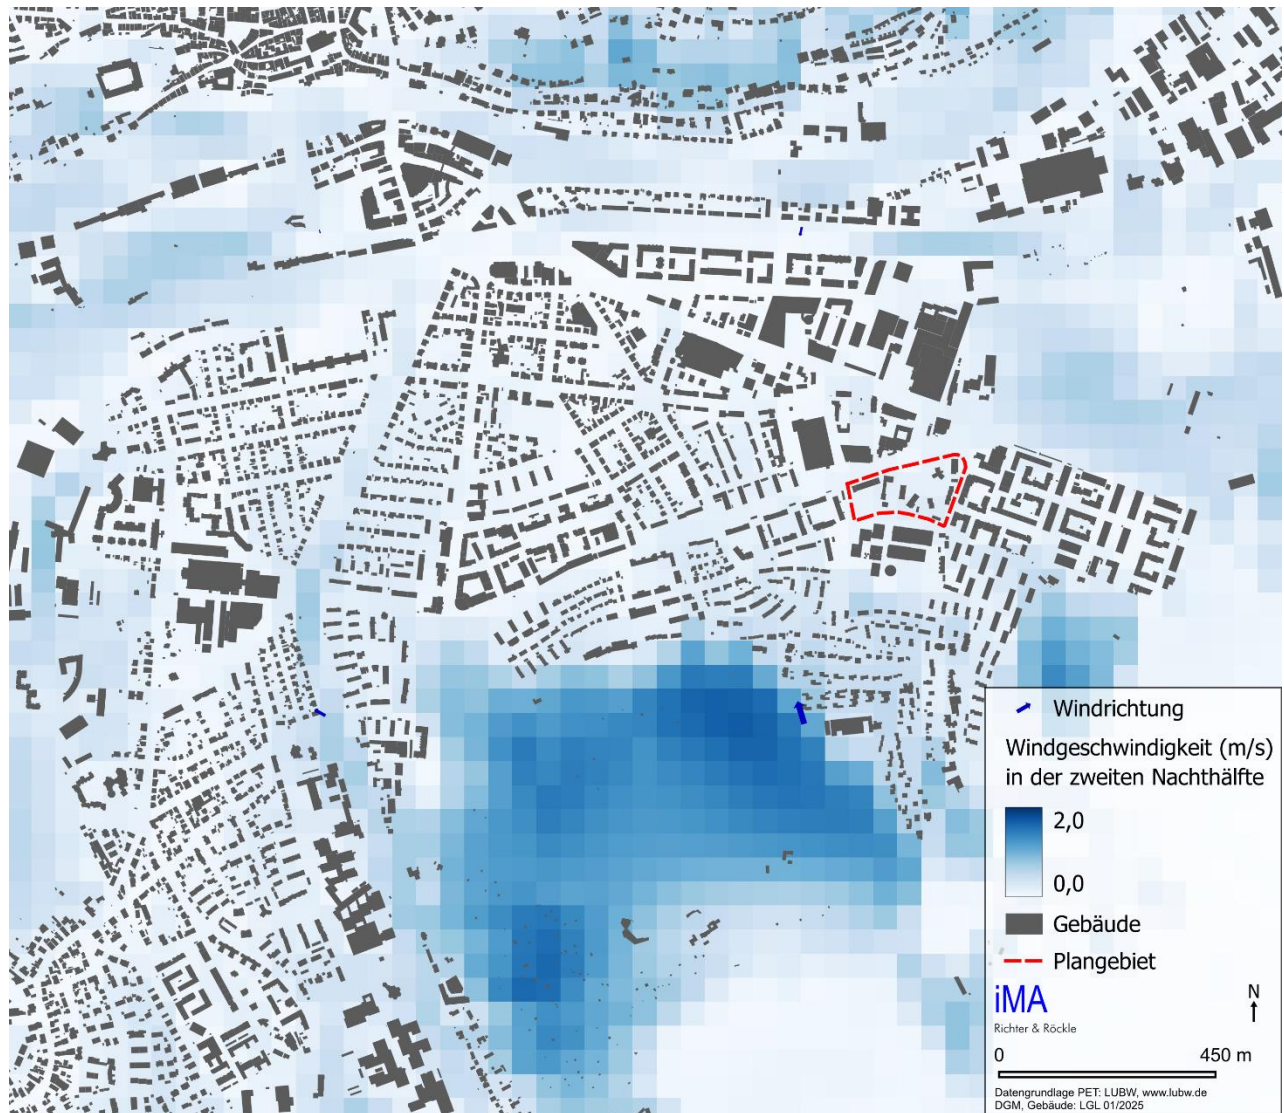 Windrichtung
Windgeschwindigkeit (m/s)
in der zweiten Nachthälfte
2,0
0,0
Gebäude
Plangebiet
iMA
Richter & Röckle
N
0 450 m
Datengrundlage PET: LUBW, www.lubw.de
DGM, Gebäude: LGL 01/2025